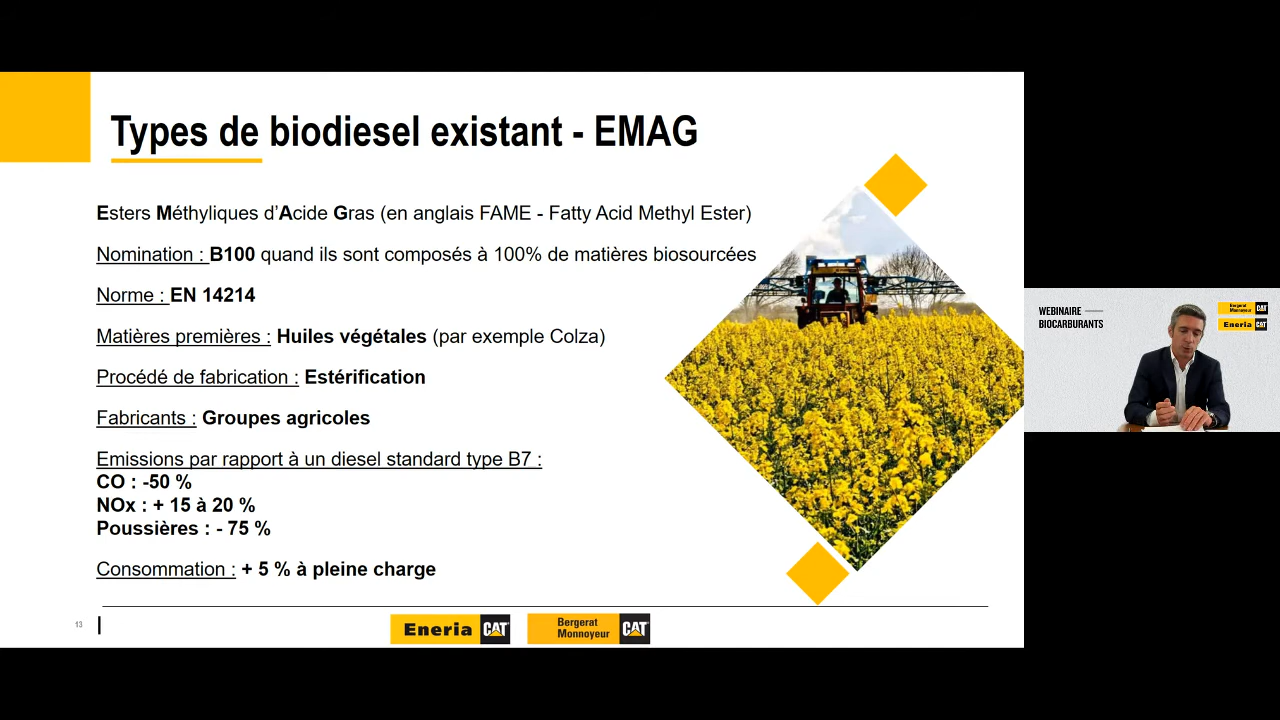 Types de biodiesel existant - EMAG
Esters Méthyliques d’Acide Gras (en anglais FAME - Fatty Acid Methyl Ester)
Nomination : B100 quand ils sont composés à 100% de matières biosourcées
Norme : EN 14214
Matières premières : Huiles végétales (par exemple Colza)
Procédé de fabrication : Estérification
Fabricants : Groupes agricoles
Emissions par rapport à un diesel standard type B7 :
CO : -50 %
NOx : + 15 à 20 %
Poussières : - 75 %
Consommation : + 5 % à pleine charge
13
Eneria CAT
Bergerat
Monnoyeur CAT
WEBINAIRE
BIOCARBURANTS
Bergerat
Monnoyeur CAT
Eneria CAT